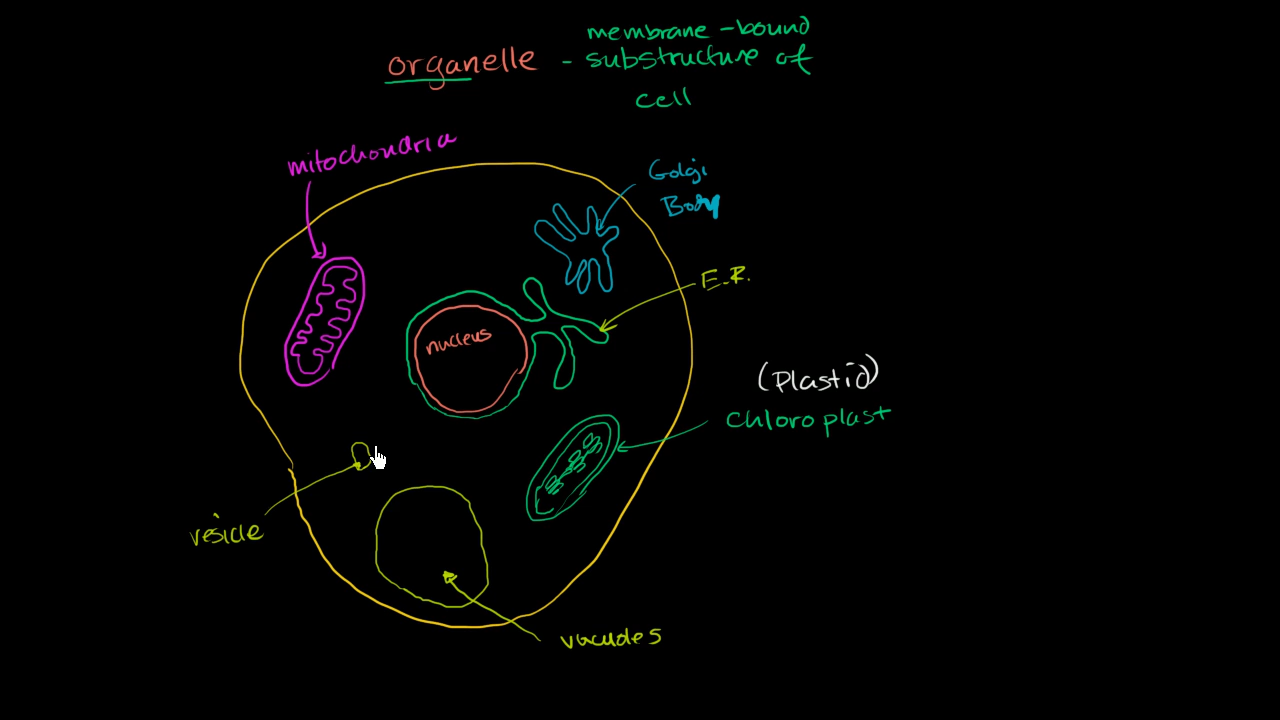 membrane-bound
organelle - substructure of
cell
mitochondria
Golgi
Body
E.R.
nucleus
(Plastid)
chloroplast
vesicle
vacuoles